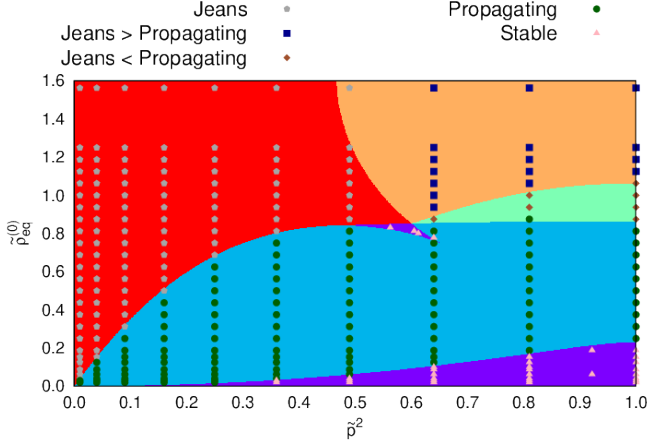 Jeans
Propagating
Jeans > Propagating
Stable
Jeans < Propagating
1.6
1.4
1.2
1.0
0.8
0.6
0.4
0.2
0.0
ρ̃eq(0)
0.0 0.1 0.2 0.3 0.4 0.5 0.6 0.7 0.8 0.9 1.0
p̃²